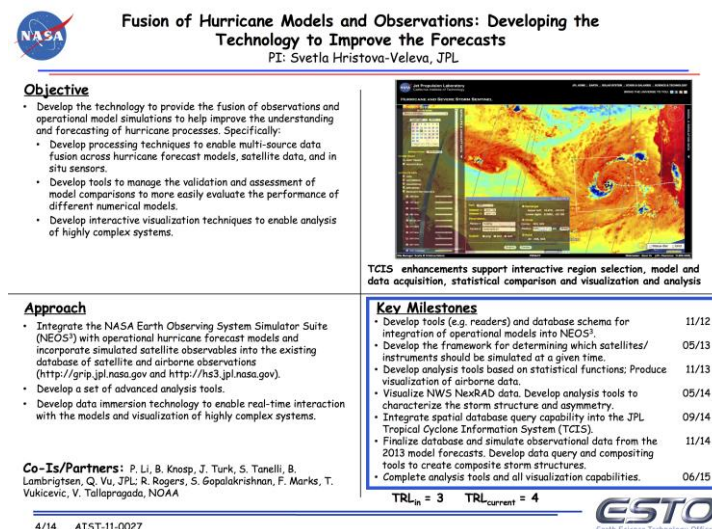 NASA
Fusion of Hurricane Models and Observations: Developing the
Technology to Improve the Forecasts
PI: Svetla Hristova-Veleva, JPL
Objective
• Develop the technology to provide the fusion of observations and
operational model simulations to help improve the understanding
and forecasting of hurricane processes. Specifically:
• Develop processing techniques to enable multi-source data
fusion across hurricane forecast models, satellite data, and in
situ sensors.
• Develop tools to manage the validation and assessment of
model comparisons to more easily evaluate the performance of
different numerical models.
• Develop interactive visualization techniques to enable analysis
of highly complex systems.
Jet Propulsion Laboratory
HURRICANE AND SEVERE STORM SENTINEL
TCIS enhancements support interactive region selection, model and
data acquisition, statistical comparison and visualization and analysis
Approach
• Integrate the NASA Earth Observing System Simulator Suite
(NEOS³) with operational hurricane forecast models and
incorporate simulated satellite observables into the existing
database of satellite and airborne observations
(http://grip.jpl.nasa.gov and http://hs3.jpl.nasa.gov).
• Develop a set of advanced analysis tools.
• Develop data immersion technology to enable real-time interaction
with the models and visualization of highly complex systems.
Co-Is/Partners: P. Li, B. Knosp, J. Turk, S. Tanelli, B.
Lambrigtsen, Q. Vu, JPL; R. Rogers, S. Gopalakrishnan, F. Marks, T.
Vukicevic, V. Tallapragada, NOAA
Key Milestones
• Develop tools (e.g. readers) and database schema for 11/12
integration of operational models into NEOS³.
• Develop the framework for determining which satellites/ 05/13
instruments should be simulated at a given time.
• Develop analysis tools based on statistical functions; Produce 11/13
visualization of airborne data.
• Visualize NWS NexRAD data. Develop analysis tools to 05/14
characterize the storm structure and asymmetry.
• Integrate spatial database query capability into the JPL 09/14
Tropical Cyclone Information System (TCIS).
• Finalize database and simulate observational data from the 11/14
2013 model forecasts. Develop data query and compositing
tools to create composite storm structures.
• Complete analysis tools and all visualization capabilities. 06/15
TRLin = 3 TRLcurrent = 4
4/14 AIST-11-0027
ESTO
Earth Science Technology Office